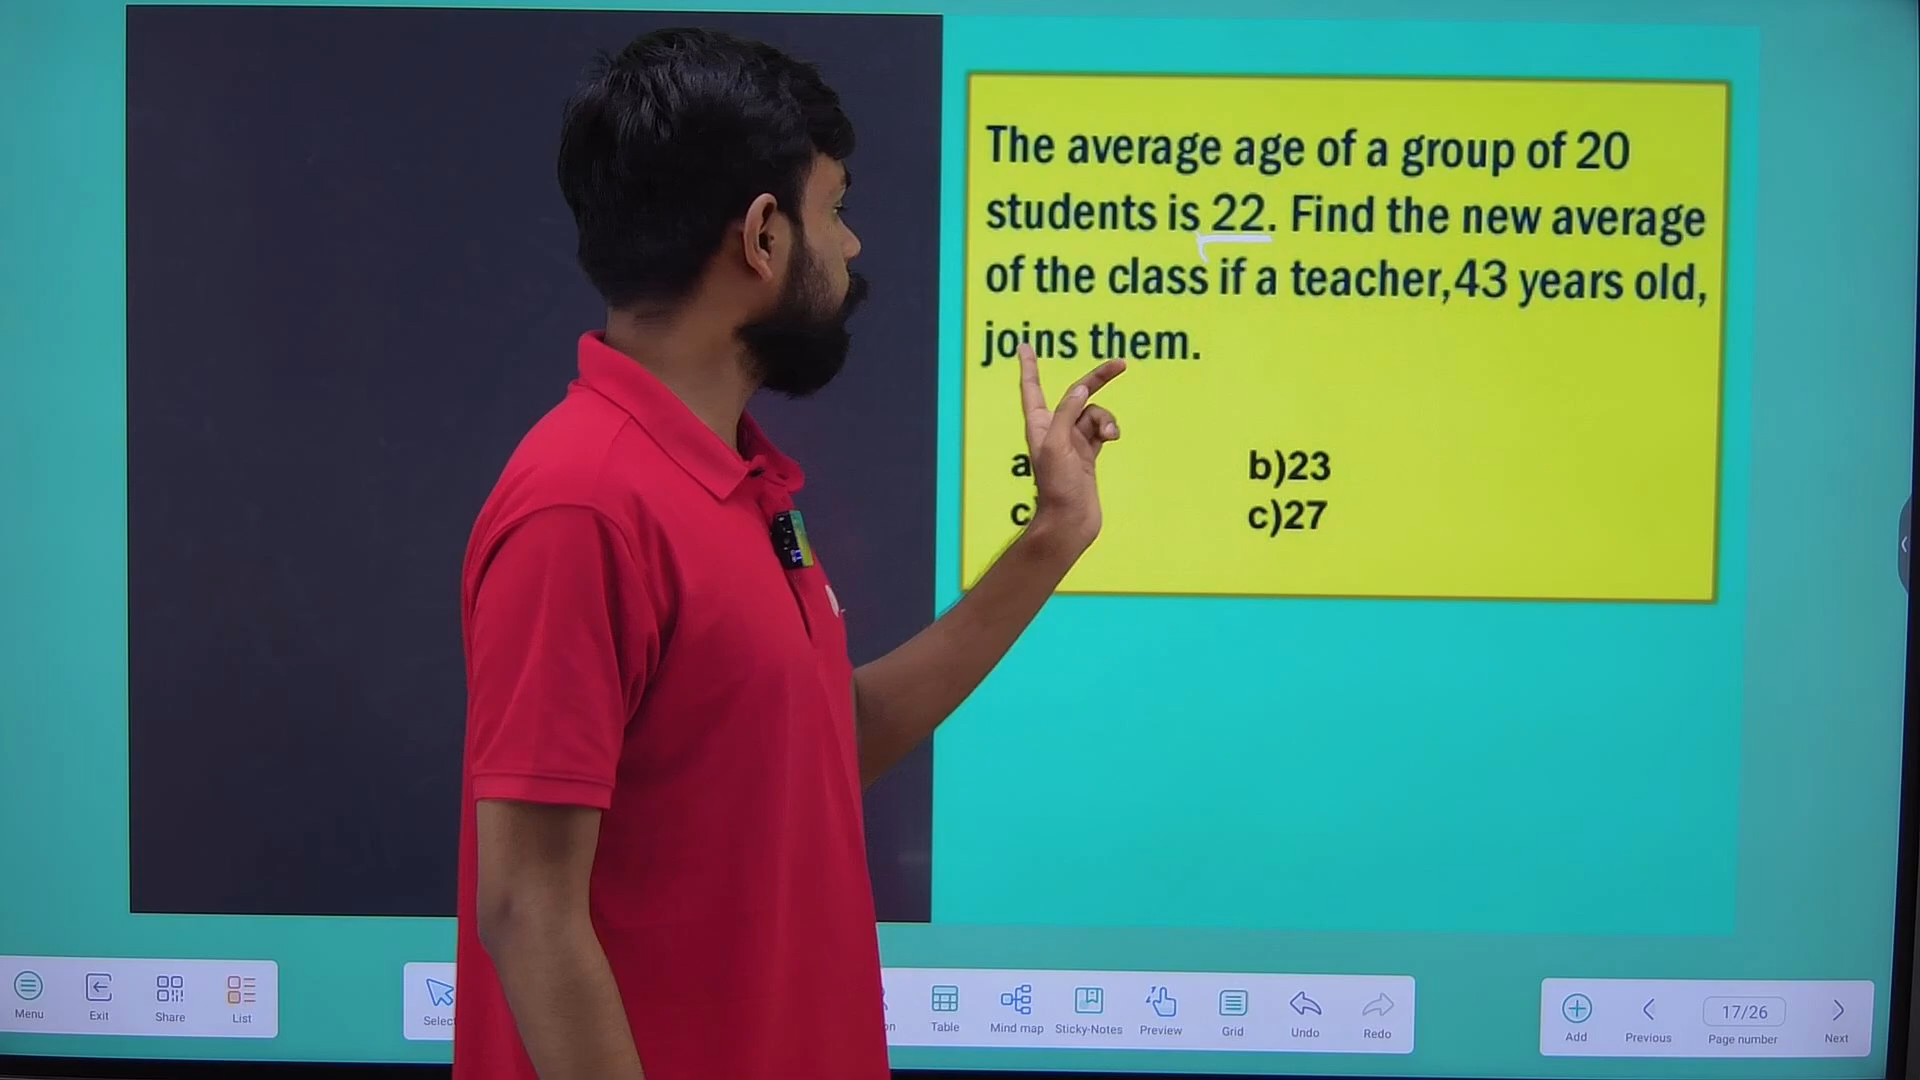 The average age of a group of 20
students is 22. Find the new average
of the class if a teacher,43 years old,
joins them.
a
b)23
c)
c)27
Menu
Exit
Share
List
Select
Table
Mind map
Sticky-Notes
Preview
Grid
Undo
Redo
Add
Previous
17/26
Page number
Next